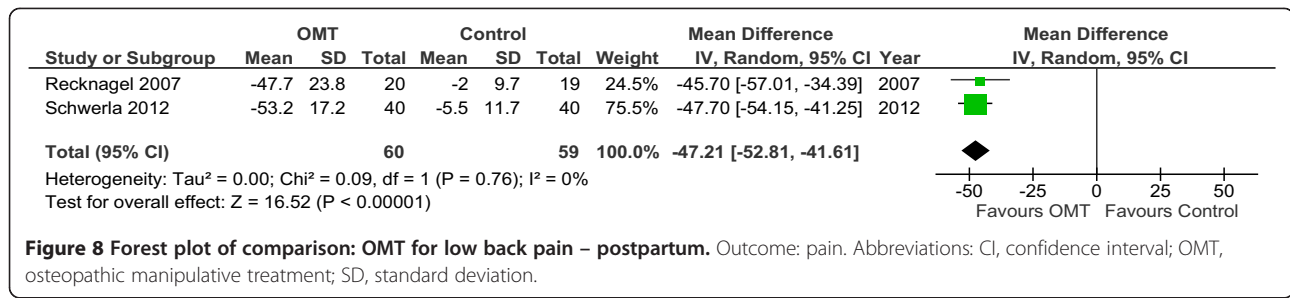 OMT Control Mean Difference Mean Difference
Study or Subgroup Mean SD Total Mean SD Total Weight IV, Random, 95% CI Year IV, Random, 95% CI
Recknagel 2007 -47.7 23.8 20 -2 9.7 19 24.5% -45.70 [-57.01, -34.39] 2007
Schwerla 2012 -53.2 17.2 40 -5.5 11.7 40 75.5% -47.70 [-54.15, -41.25] 2012
Total (95% CI) 60 59 100.0% -47.21 [-52.81, -41.61]
Heterogeneity: Tau² = 0.00; Chi² = 0.09, df = 1 (P = 0.76); I² = 0%
Test for overall effect: Z = 16.52 (P < 0.00001)
-50 -25 0 25 50
Favours OMT Favours Control
Figure 8 Forest plot of comparison: OMT for low back pain – postpartum. Outcome: pain. Abbreviations: CI, confidence interval; OMT,
osteopathic manipulative treatment; SD, standard deviation.